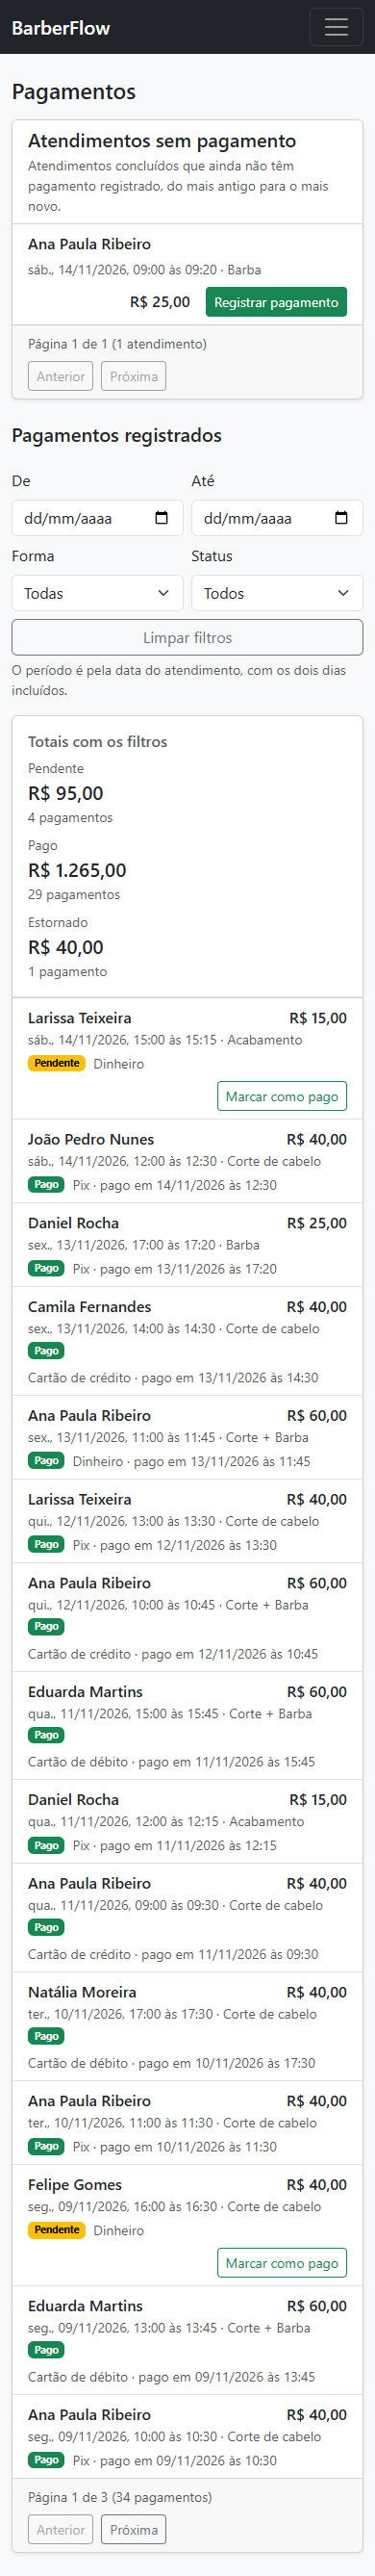 BarberFlow
Pagamentos
Atendimentos sem pagamento
Atendimentos concluídos que ainda não têm
pagamento registrado, do mais antigo para o mais
novo.
Ana Paula Ribeiro
sáb., 14/11/2026, 09:00 às 09:20 · Barba
R$ 25,00 Registrar pagamento
Página 1 de 1 (1 atendimento)
Anterior Próxima
Pagamentos registrados
De Até
dd/mm/aaaa dd/mm/aaaa
Forma Status
Todas Todos
Limpar filtros
O período é pela data do atendimento, com os dois dias
incluídos.
Totais com os filtros
Pendente
R$ 95,00
4 pagamentos
Pago
R$ 1.265,00
29 pagamentos
Estornado
R$ 40,00
1 pagamento
Larissa Teixeira R$ 15,00
sáb., 14/11/2026, 15:00 às 15:15 · Acabamento
Pendente Dinheiro
Marcar como pago
João Pedro Nunes R$ 40,00
sáb., 14/11/2026, 12:00 às 12:30 · Corte de cabelo
Pago Pix · pago em 14/11/2026 às 12:30
Daniel Rocha R$ 25,00
sex., 13/11/2026, 17:00 às 17:20 · Barba
Pago Pix · pago em 13/11/2026 às 17:20
Camila Fernandes R$ 40,00
sex., 13/11/2026, 14:00 às 14:30 · Corte de cabelo
Pago
Cartão de crédito · pago em 13/11/2026 às 14:30
Ana Paula Ribeiro R$ 60,00
sex., 13/11/2026, 11:00 às 11:45 · Corte + Barba
Pago Dinheiro · pago em 13/11/2026 às 11:45
Larissa Teixeira R$ 40,00
qui., 12/11/2026, 13:00 às 13:30 · Corte de cabelo
Pago Pix · pago em 12/11/2026 às 13:30
Ana Paula Ribeiro R$ 60,00
qui., 12/11/2026, 10:00 às 10:45 · Corte + Barba
Pago
Cartão de crédito · pago em 12/11/2026 às 10:45
Eduarda Martins R$ 60,00
qua., 11/11/2026, 15:00 às 15:45 · Corte + Barba
Pago
Cartão de débito · pago em 11/11/2026 às 15:45
Daniel Rocha R$ 15,00
qua., 11/11/2026, 12:00 às 12:15 · Acabamento
Pago Pix · pago em 11/11/2026 às 12:15
Ana Paula Ribeiro R$ 40,00
qua., 11/11/2026, 09:00 às 09:30 · Corte de cabelo
Pago
Cartão de crédito · pago em 11/11/2026 às 09:30
Natália Moreira R$ 40,00
ter., 10/11/2026, 17:00 às 17:30 · Corte de cabelo
Pago
Cartão de débito · pago em 10/11/2026 às 17:30
Ana Paula Ribeiro R$ 40,00
ter., 10/11/2026, 11:00 às 11:30 · Corte de cabelo
Pago Pix · pago em 10/11/2026 às 11:30
Felipe Gomes R$ 40,00
seg., 09/11/2026, 16:00 às 16:30 · Corte de cabelo
Pendente Dinheiro
Marcar como pago
Eduarda Martins R$ 60,00
seg., 09/11/2026, 13:00 às 13:45 · Corte + Barba
Pago
Cartão de débito · pago em 09/11/2026 às 13:45
Ana Paula Ribeiro R$ 40,00
seg., 09/11/2026, 10:00 às 10:30 · Corte de cabelo
Pago Pix · pago em 09/11/2026 às 10:30
Página 1 de 3 (34 pagamentos)
Anterior Próxima